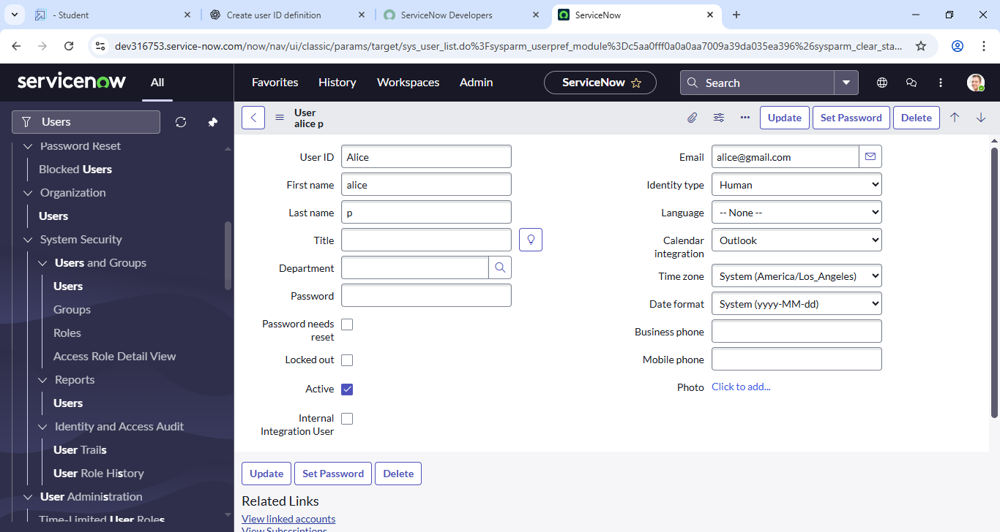 - Student
Create user ID definition
ServiceNow Developers
ServiceNow
dev316753.service-now.com/now/nav/ui/classic/params/target/sys_user_list.do%3Fsysparm_userpref_module%3Dc5aa0fff0a0a0aa7009a39da035ea396%26sysparm_clear_sta...
servicenow
All
Favorites
History
Workspaces
Admin
ServiceNow
Search
Users
Password Reset
Blocked Users
Organization
Users
System Security
Users and Groups
Users
Groups
Roles
Access Role Detail View
Reports
Users
Identity and Access Audit
User Trails
User Role History
User Administration
Time-Limited User Roles
User
alice p
Update
Set Password
Delete
User ID
Alice
First name
alice
Last name
p
Title
Department
Password
Password needs
reset
Locked out
Active
Internal
Integration User
Email
alice@gmail.com
Identity type
Human
Language
-- None --
Calendar
integration
Outlook
Time zone
System (America/Los_Angeles)
Date format
System (yyyy-MM-dd)
Business phone
Mobile phone
Photo
Click to add...
Update
Set Password
Delete
Related Links
View linked accounts
View Subscriptions